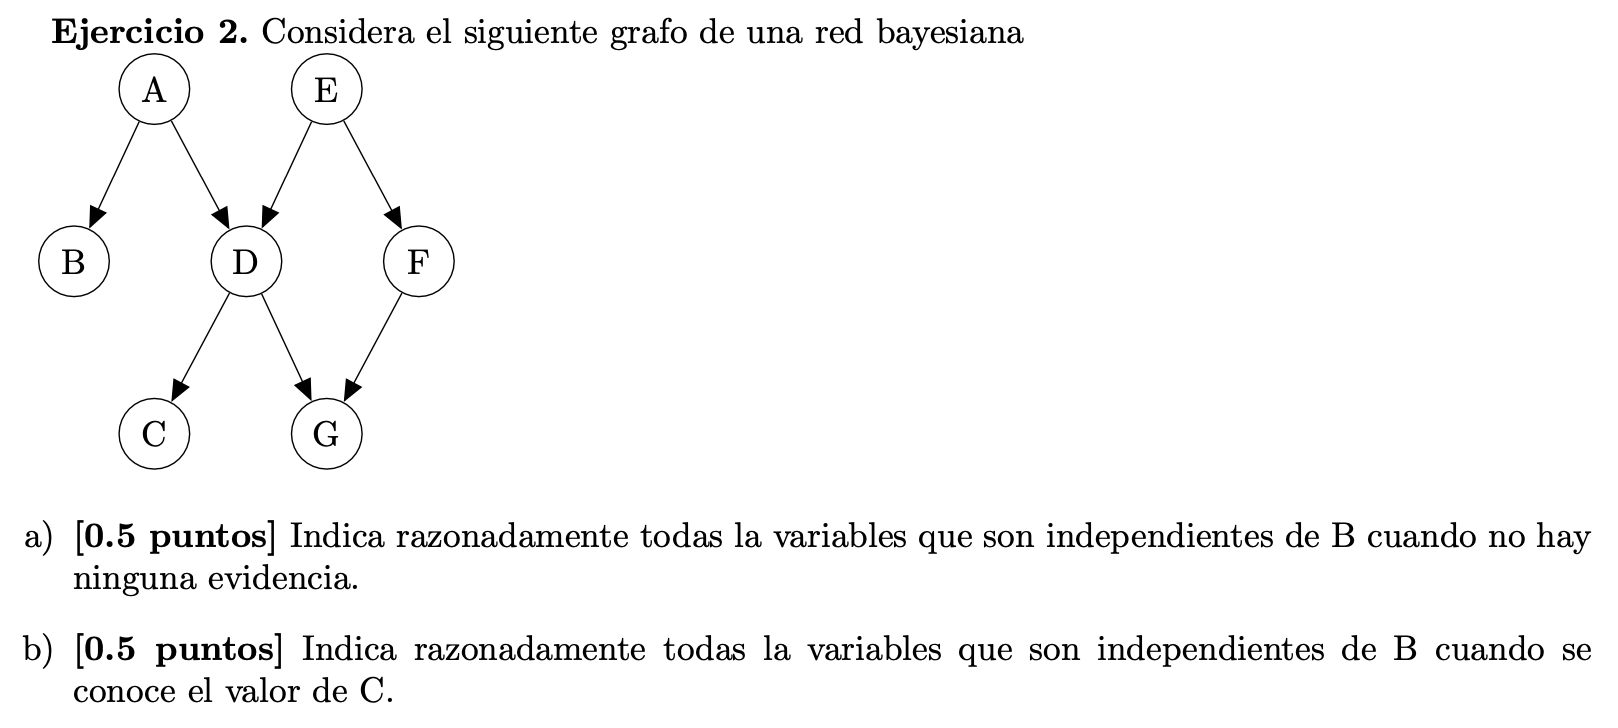 Ejercicio 2. Considera el siguiente grafo de una red bayesiana
A E
B D F
C G
a) [0.5 puntos] Indica razonadamente todas la variables que son independientes de B cuando no hay
ninguna evidencia.
b) [0.5 puntos] Indica razonadamente todas la variables que son independientes de B cuando se
conoce el valor de C.